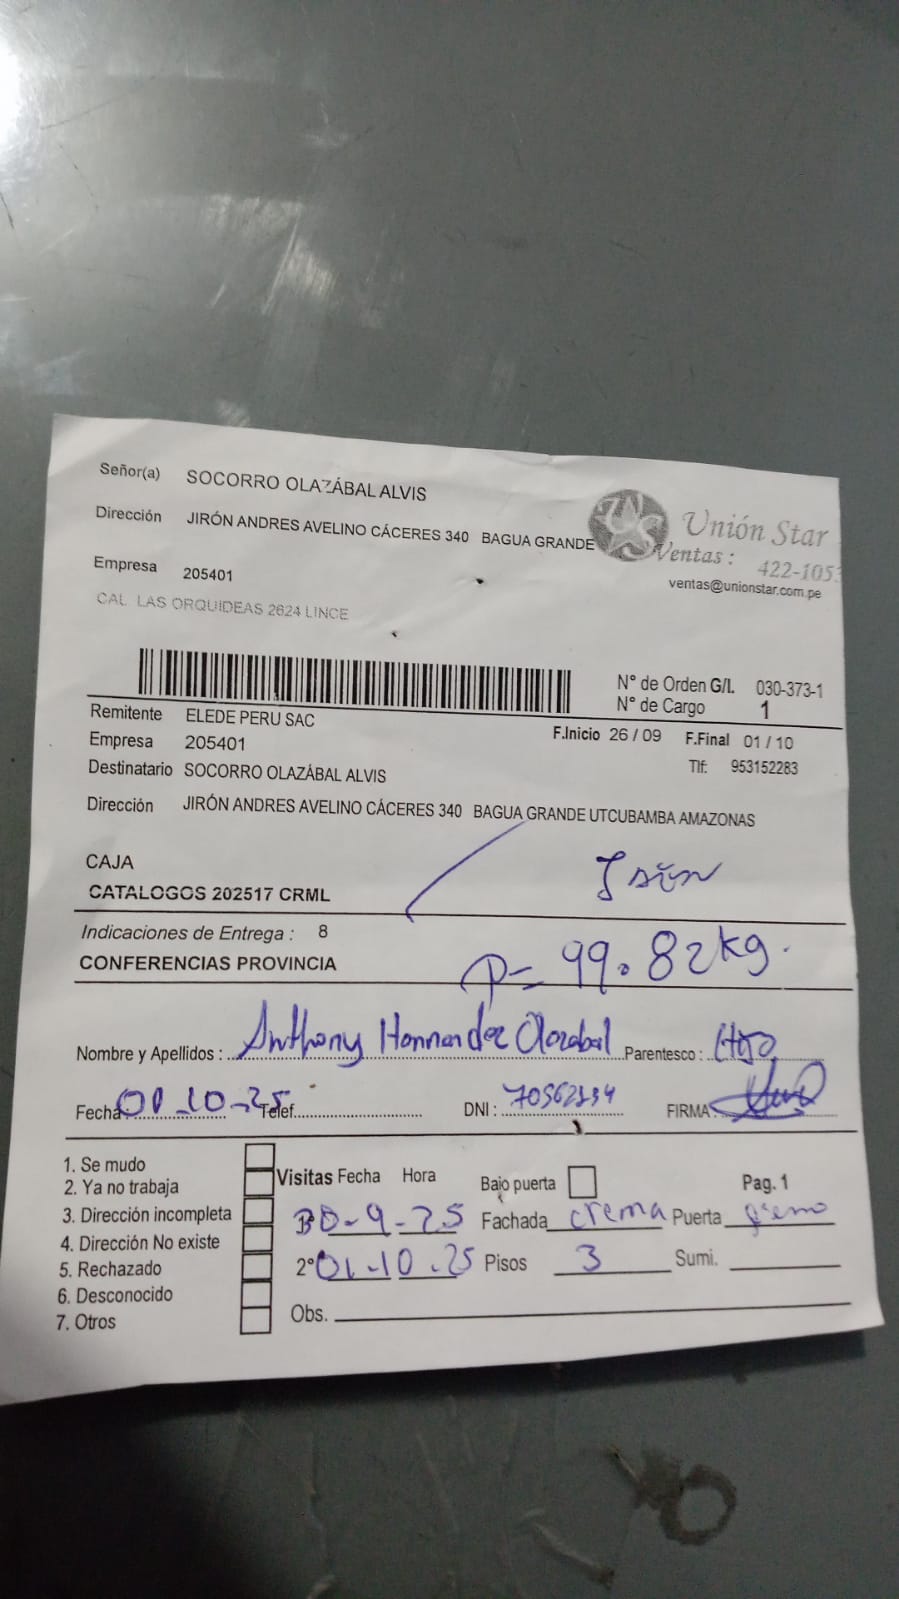 Señor(a) SOCORRO OLAZÁBAL ALVIS
Dirección JIRÓN ANDRES AVELINO CÁCERES 340 BAGUA GRANDE
Unión Star
Ventas : 422-105
ventas@unionstar.com.pe
Empresa 205401
CAL. LAS ORQUIDEAS 2624 LINCE
N° de Orden G/I. 030-373-1
N° de Cargo 1
Remitente ELEDE PERU SAC
F.Inicio 26 / 09 F.Final 01 / 10
Empresa 205401
Tlf: 953152283
Destinatario SOCORRO OLAZÁBAL ALVIS
Dirección JIRÓN ANDRES AVELINO CÁCERES 340 BAGUA GRANDE UTCUBAMBA AMAZONAS
CAJA
CATALOGOS 202517 CRML
Indicaciones de Entrega : 8
CONFERENCIAS PROVINCIA
P= 99.82kg.
Nombre y Apellidos : Anthony Parentesco :
Fecha 01-10-25 Telef. DNI : FIRMA
1. Se mudo
2. Ya no trabaja
3. Dirección incompleta
4. Dirección No existe
5. Rechazado
6. Desconocido
7. Otros
Visitas Fecha Hora Bajo puerta Pag. 1
30-9-25 Fachada crema Puerta
2° 01-10-25 Pisos 3 Sumi.
Obs.